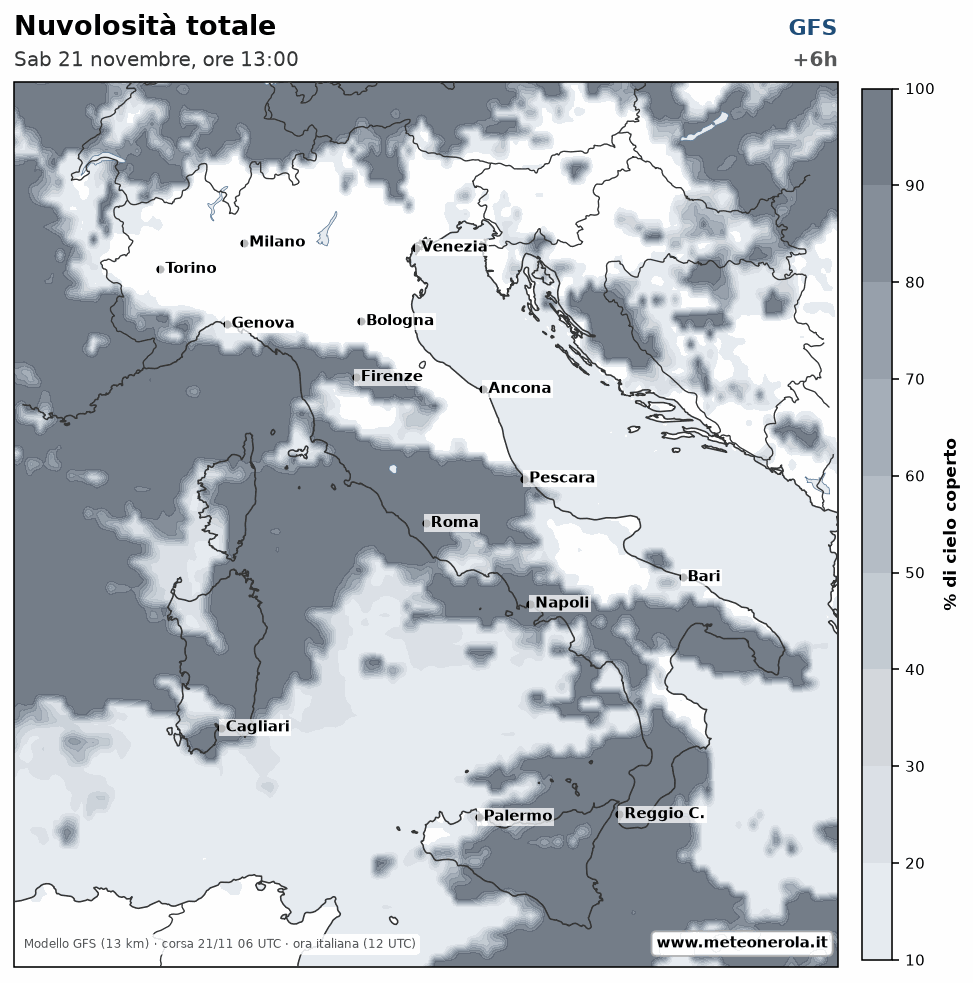 Nuvolosità totale
GFS
Sab 21 novembre, ore 13:00
+6h
100
90
80
70
60
50
40
30
20
10
% di cielo coperto
Milano
Venezia
Torino
Genova
Bologna
Firenze
Ancona
Pescara
Roma
Bari
Napoli
Cagliari
Palermo
Reggio C.
Modello GFS (13 km) · corsa 21/11 06 UTC · ora italiana (12 UTC)
www.meteonerola.it